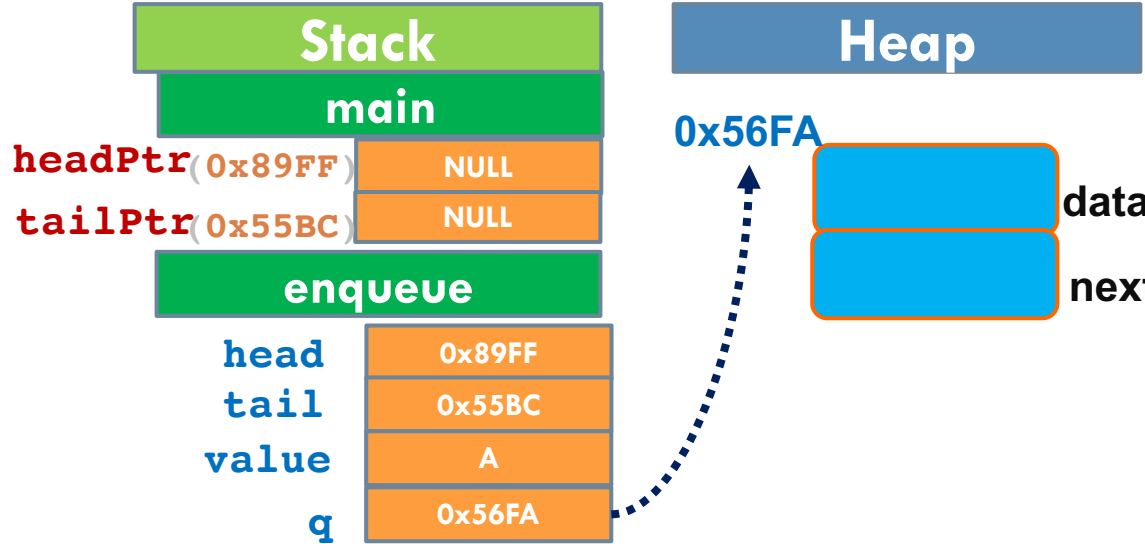 Stack
Heap
main
0x56FA
headPtr(0x89FF) NULL
tailPtr(0x55BC) NULL
data
enqueue
next
head 0x89FF
tail 0x55BC
value A
q 0x56FA